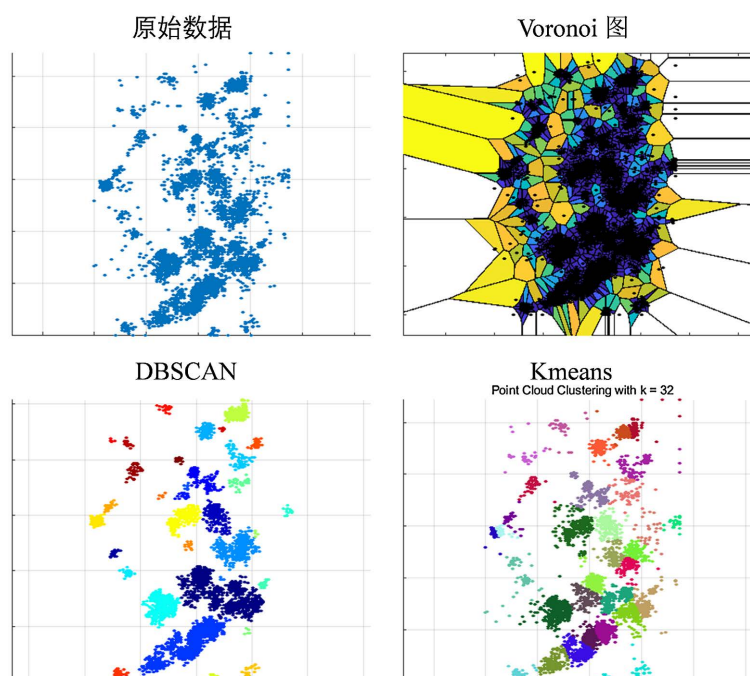 原始数据
Voronoi 图
DBSCAN
Kmeans
Point Cloud Clustering with k = 32